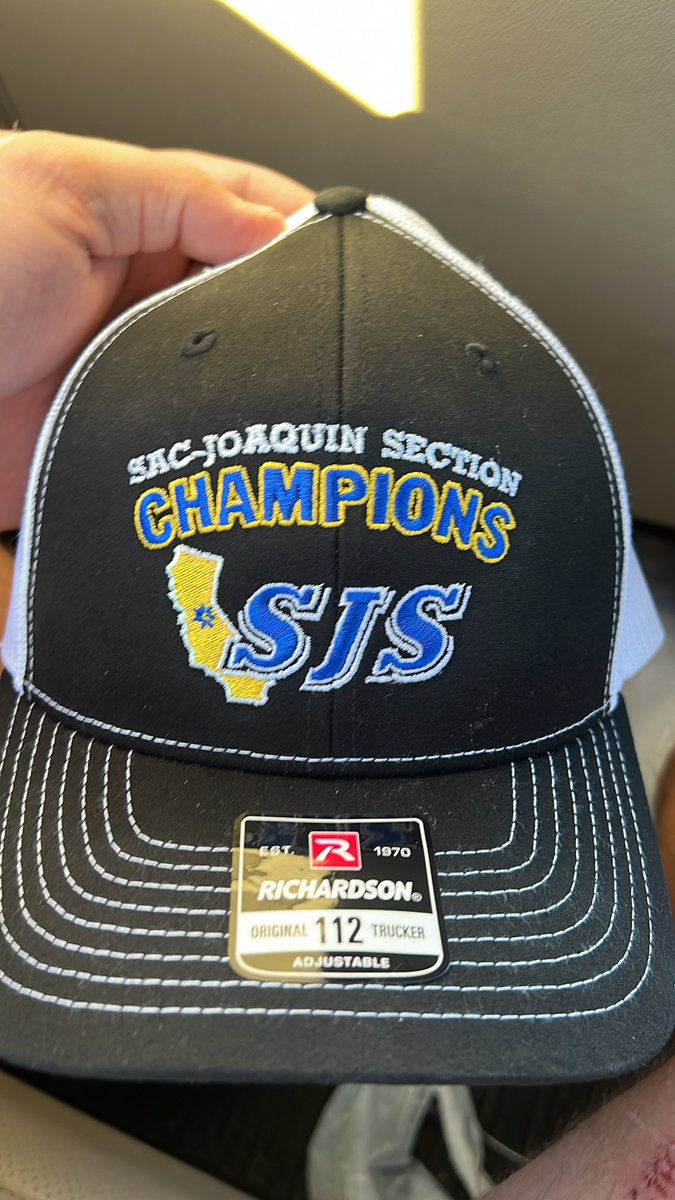 SAC-JOAQUIN SECTION
CHAMPIONS
SJS
EST. R 1970
RICHARDSON®
ORIGINAL 112 TRUCKER
ADJUSTABLE